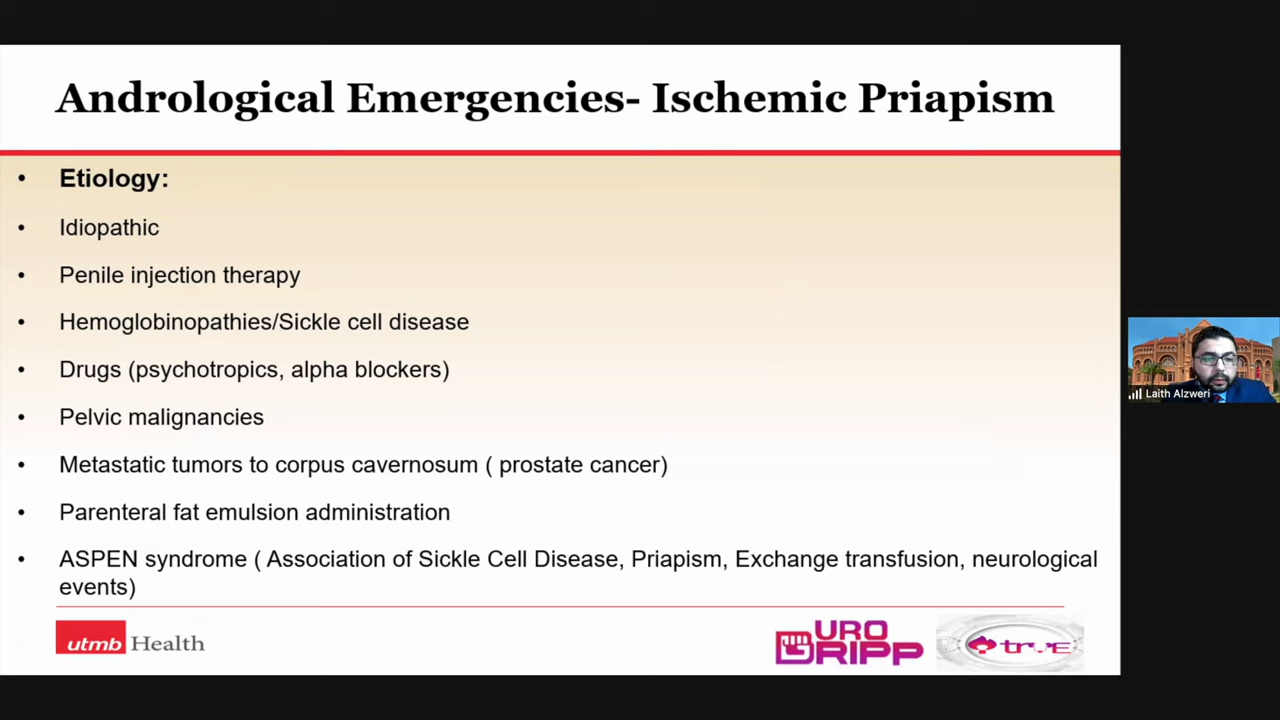 Andrological Emergencies- Ischemic Priapism
• Etiology:
• Idiopathic
• Penile injection therapy
• Hemoglobinopathies/Sickle cell disease
• Drugs (psychotropics, alpha blockers)
• Pelvic malignancies
• Metastatic tumors to corpus cavernosum ( prostate cancer)
• Parenteral fat emulsion administration
• ASPEN syndrome ( Association of Sickle Cell Disease, Priapism, Exchange transfusion, neurological
events)
utmb Health
URO
GRIPP
true
Laith Alzweri